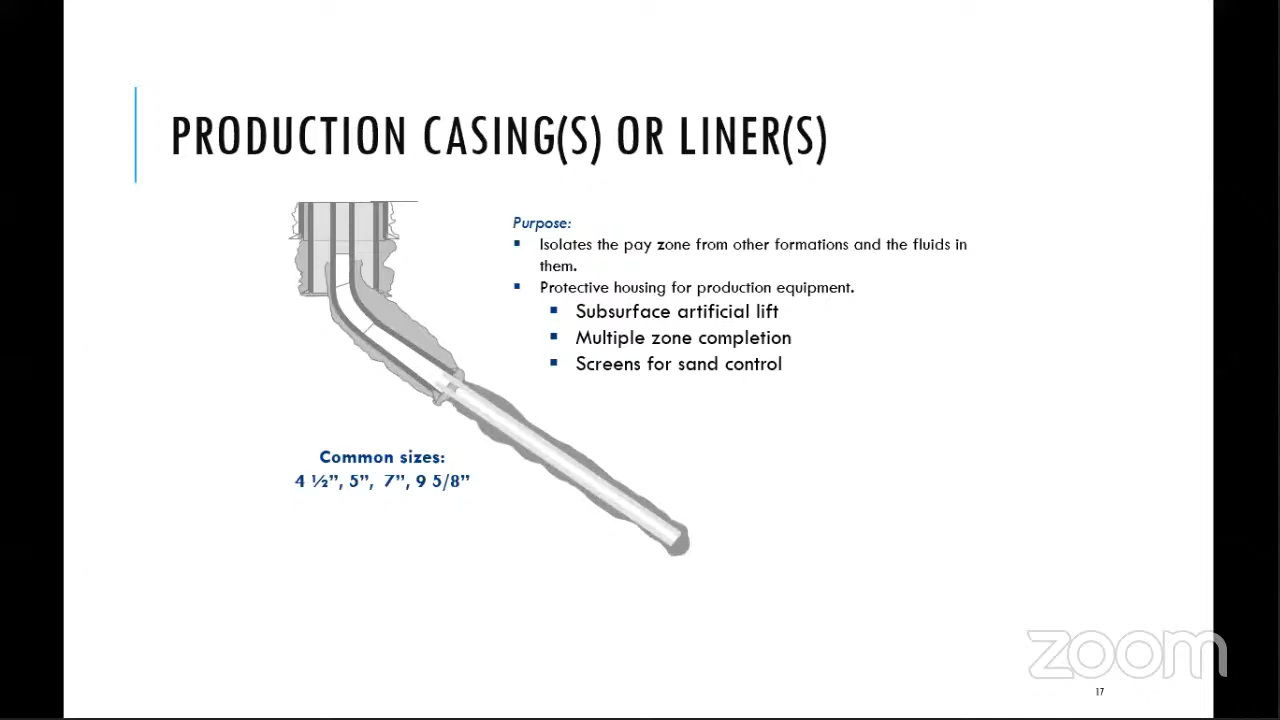 PRODUCTION CASING(S) OR LINER(S)
Purpose:
▪ Isolates the pay zone from other formations and the fluids in
them.
▪ Protective housing for production equipment.
▪ Subsurface artificial lift
▪ Multiple zone completion
▪ Screens for sand control
Common sizes:
4 ½”, 5”, 7”, 9 5/8”
zoom
17